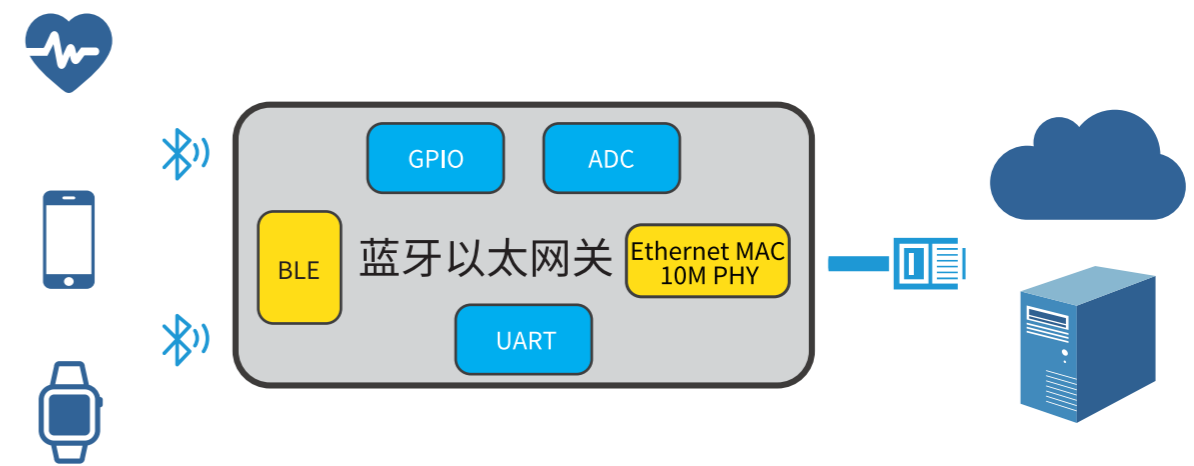 GPIO
ADC
BLE
蓝牙以太网关
Ethernet MAC
10M PHY
UART